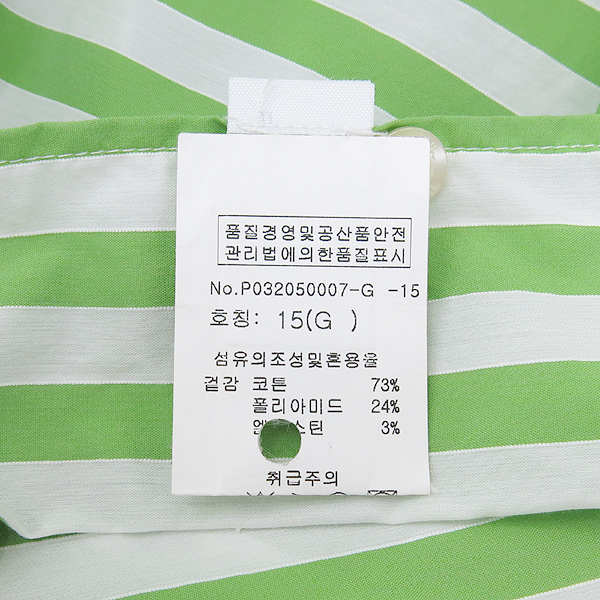 품질경영및공산품안전
관리법에의한품질표시
No.P032050007-G -15
호칭: 15(G )
섬유의조성및혼용율
겉감 코튼 73%
폴리아미드 24%
3%
취급주의